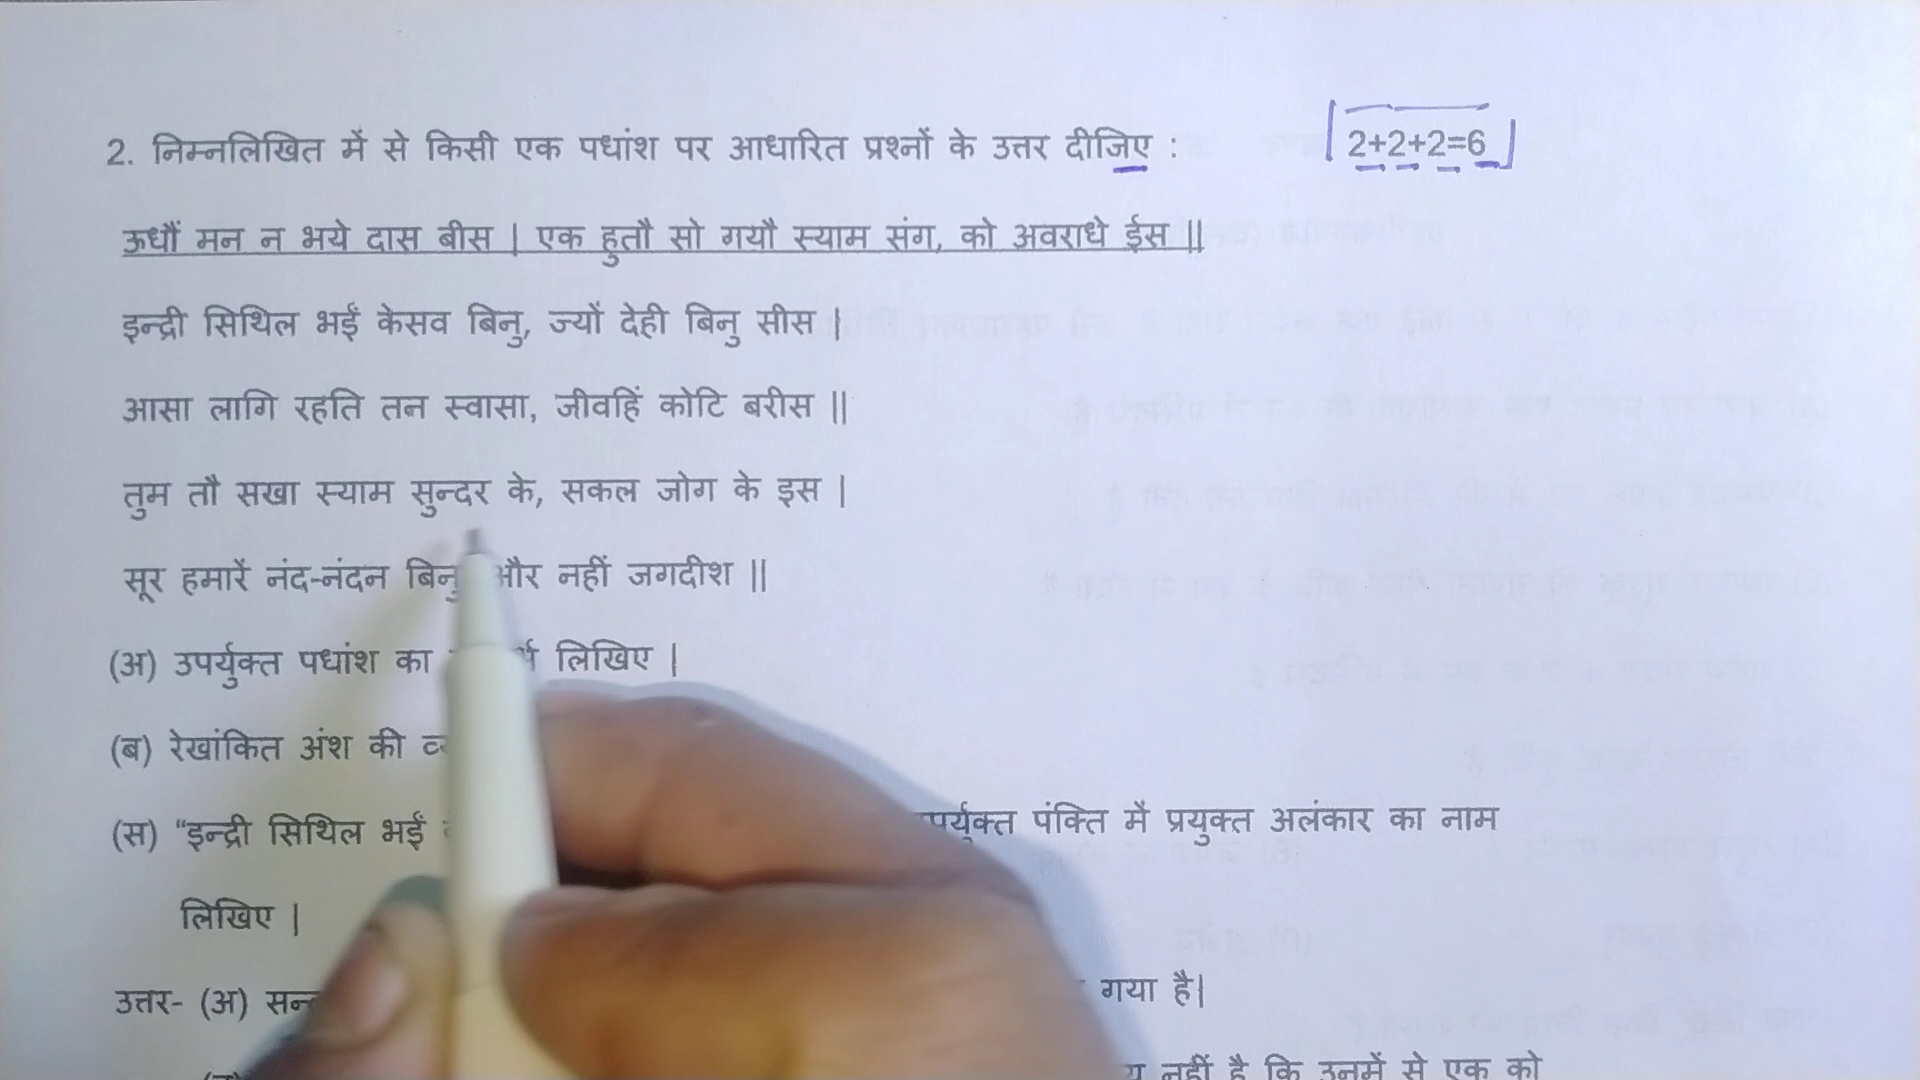 2. निम्नलिखित में से किसी एक पधांश पर आधारित प्रश्नों के उत्तर दीजिए : 2+2+2=6
ऊधौं मन न भये दास बीस | एक हुतौ सो गयौ स्याम संग, को अवराधे ईस ||
इन्द्री सिथिल भईं केसव बिनु, ज्यों देही बिनु सीस |
आसा लागि रहति तन स्वासा, जीवहिं कोटि बरीस ||
तुम तौ सखा स्याम सुन्दर के, सकल जोग के इस |
सूर हमारें नंद-नंदन बिनु और नहीं जगदीश ||
(अ) उपर्युक्त पधांश का लिखिए |
(ब) रेखांकित अंश की
(स) "इन्द्री सिथिल भईं पंक्ति मै प्रयुक्त अलंकार का नाम
लिखिए |
उत्तर- (अ) गया है|
नहीं है कि उनमें से एक को